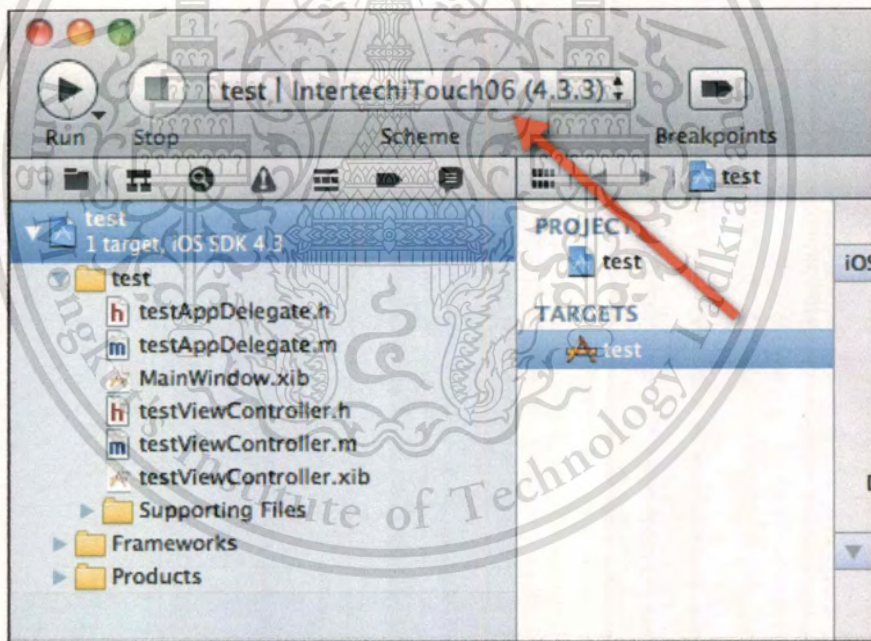 test | IntertechiTouch06 (4.3.3)
Run Stop Scheme Breakpoints
test
test
1 target, iOS SDK 4.3
test
h testAppDelegate.h
m testAppDelegate.m
MainWindow.xib
h testViewController.h
m testViewController.m
testViewController.xib
Supporting Files
Frameworks
Products
PROJECT
test
TARGETS
test
iOS
D
Institute of Technology Ladkra